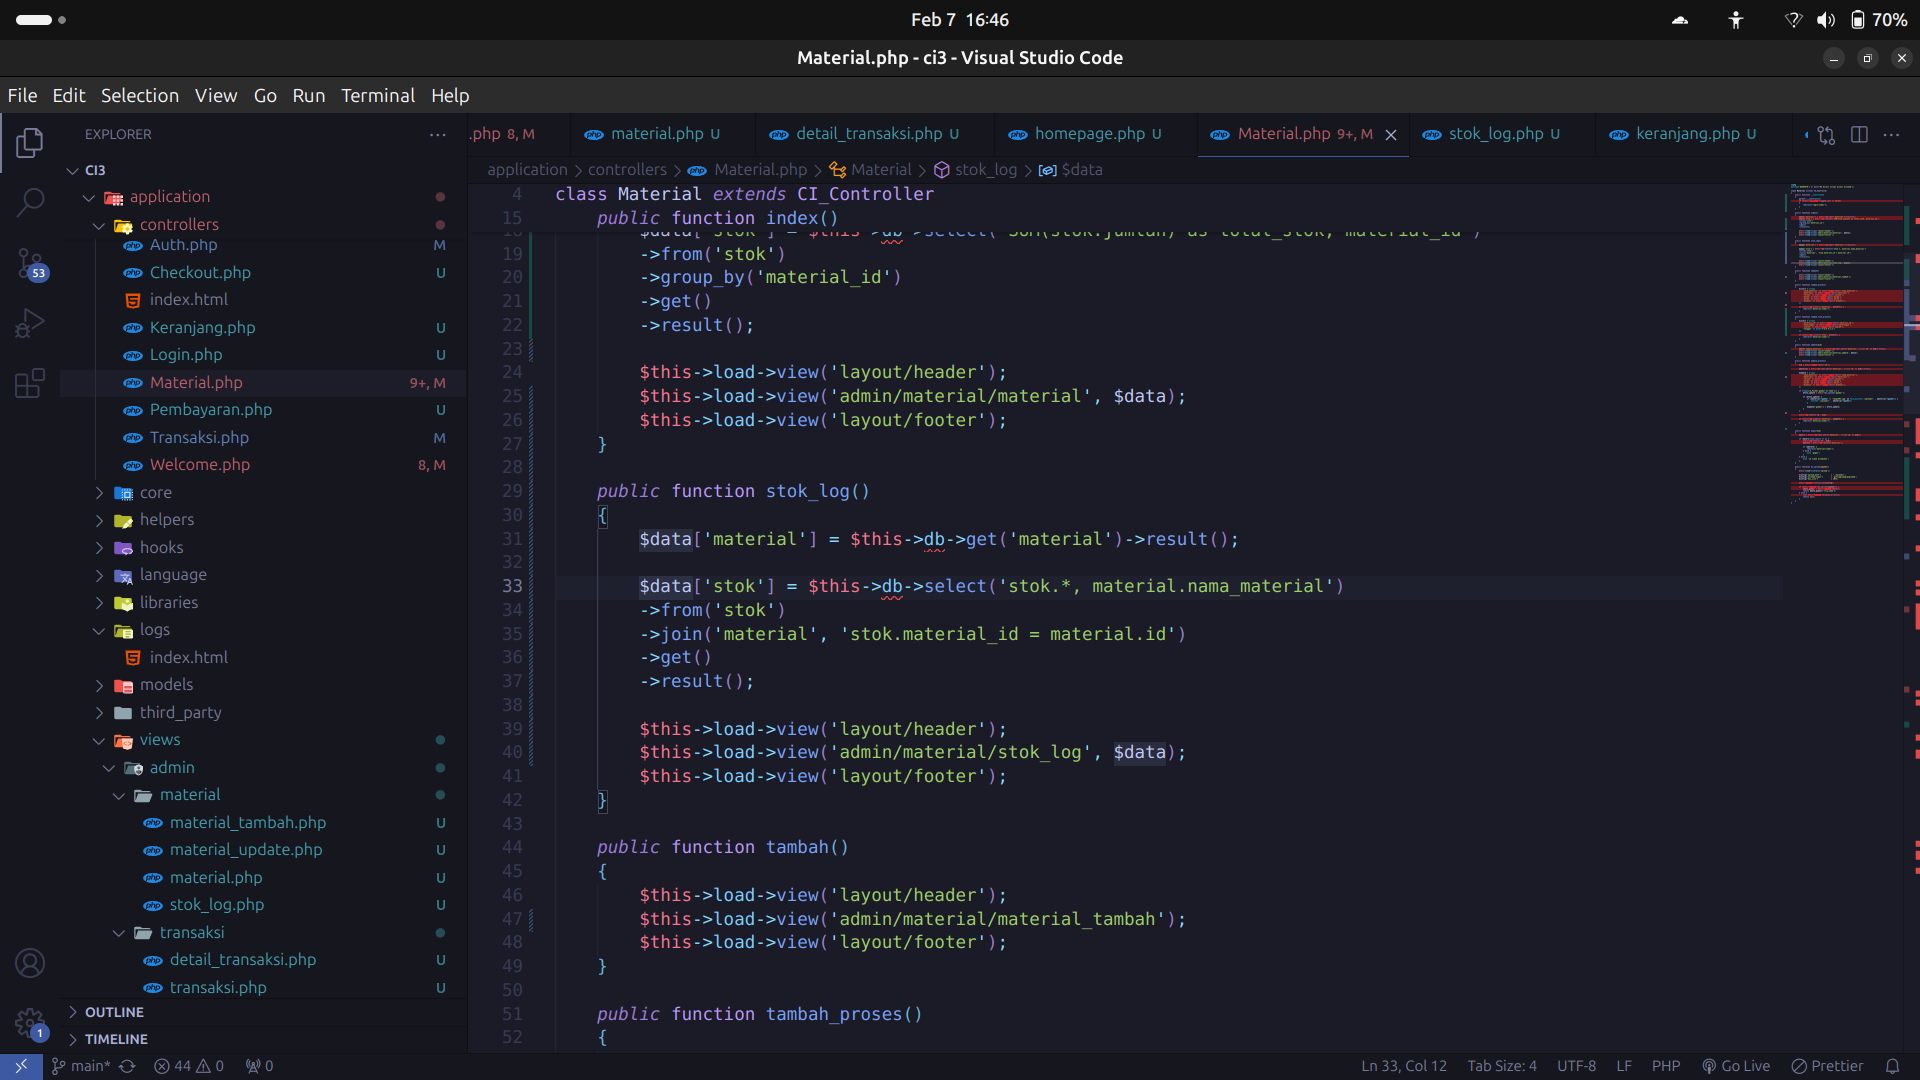 Feb 7 16:46
70%
Material.php - ci3 - Visual Studio Code
File Edit Selection View Go Run Terminal Help
EXPLORER
CI3
application
controllers
Auth.php M
Checkout.php U
index.html
Keranjang.php U
Login.php U
Material.php 9+, M
Pembayaran.php U
Transaksi.php M
Welcome.php 8, M
core
helpers
hooks
language
libraries
logs
index.html
models
third_party
views
admin
material
material_tambah.php U
material_update.php U
material.php U
stok_log.php U
transaksi
detail_transaksi.php U
transaksi.php U
OUTLINE
TIMELINE
53
1
.php 8, M material.php U detail_transaksi.php U homepage.php U Material.php 9+, M stok_log.php U keranjang.php U
application > controllers > Material.php > Material > stok_log > $data
4 class Material extends CI_Controller
15 public function index()
18 $data['stok'] = $this->db->select('SUM(stok.jumlah) as total_stok, material_id')
19 ->from('stok')
20 ->group_by('material_id')
21 ->get()
22 ->result();
23
24 $this->load->view('layout/header');
25 $this->load->view('admin/material/material', $data);
26 $this->load->view('layout/footer');
27 }
28
29 public function stok_log()
30 {
31 $data['material'] = $this->db->get('material')->result();
32
33 $data['stok'] = $this->db->select('stok.*, material.nama_material')
34 ->from('stok')
35 ->join('material', 'stok.material_id = material.id')
36 ->get()
37 ->result();
38
39 $this->load->view('layout/header');
40 $this->load->view('admin/material/stok_log', $data);
41 $this->load->view('layout/footer');
42 }
43
44 public function tambah()
45 {
46 $this->load->view('layout/header');
47 $this->load->view('admin/material/material_tambah');
48 $this->load->view('layout/footer');
49 }
50
51 public function tambah_proses()
52 {
main* 44 0 0 Ln 33, Col 12 Tab Size: 4 UTF-8 LF PHP Go Live Prettier